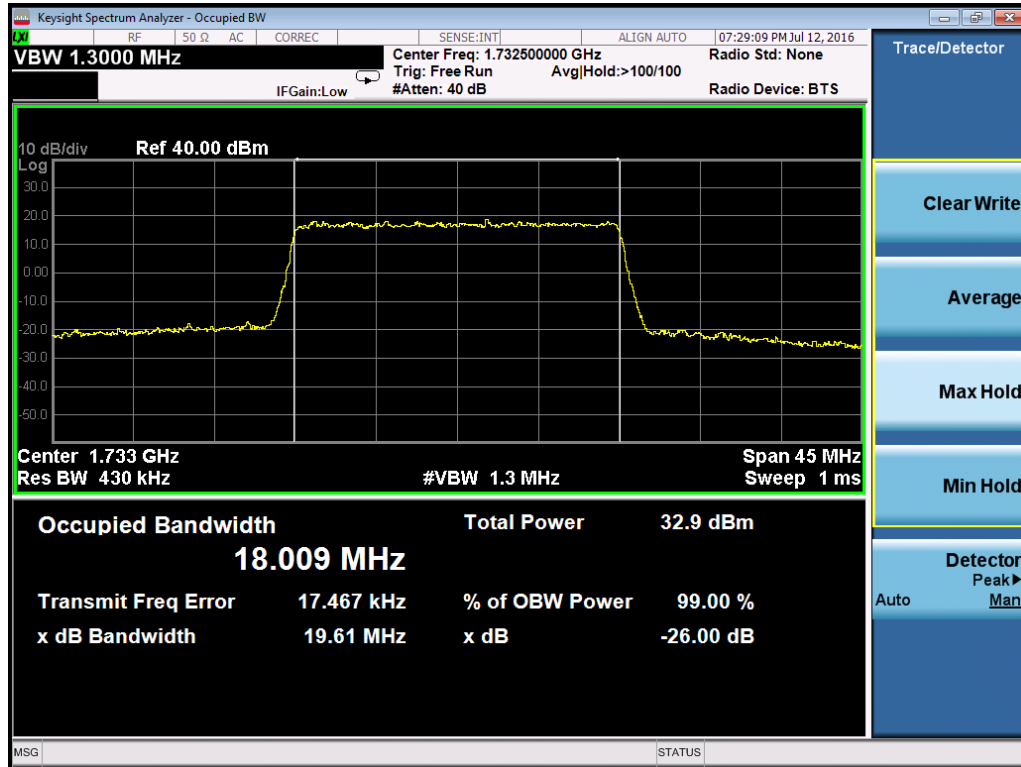 Keysight Spectrum Analyzer - Occupied BW
LXI RF 50 Ω AC CORREC SENSE:INT ALIGN AUTO 07:29:09 PM Jul 12, 2016
VBW 1.3000 MHz
Center Freq: 1.732500000 GHz Radio Std: None
Trig: Free Run Avg|Hold:>100/100
IFGain:Low #Atten: 40 dB Radio Device: BTS
10 dB/div Ref 40.00 dBm
Log
30.0
20.0
10.0
0.00
-10.0
-20.0
-30.0
-40.0
-50.0
Center 1.733 GHz Span 45 MHz
Res BW 430 kHz #VBW 1.3 MHz Sweep 1 ms
Occupied Bandwidth Total Power 32.9 dBm
18.009 MHz
Transmit Freq Error 17.467 kHz % of OBW Power 99.00 %
x dB Bandwidth 19.61 MHz x dB -26.00 dB
MSG STATUS
Trace/Detector
Clear Write
Average
Max Hold
Min Hold
Detector
Peak▶
Auto Man